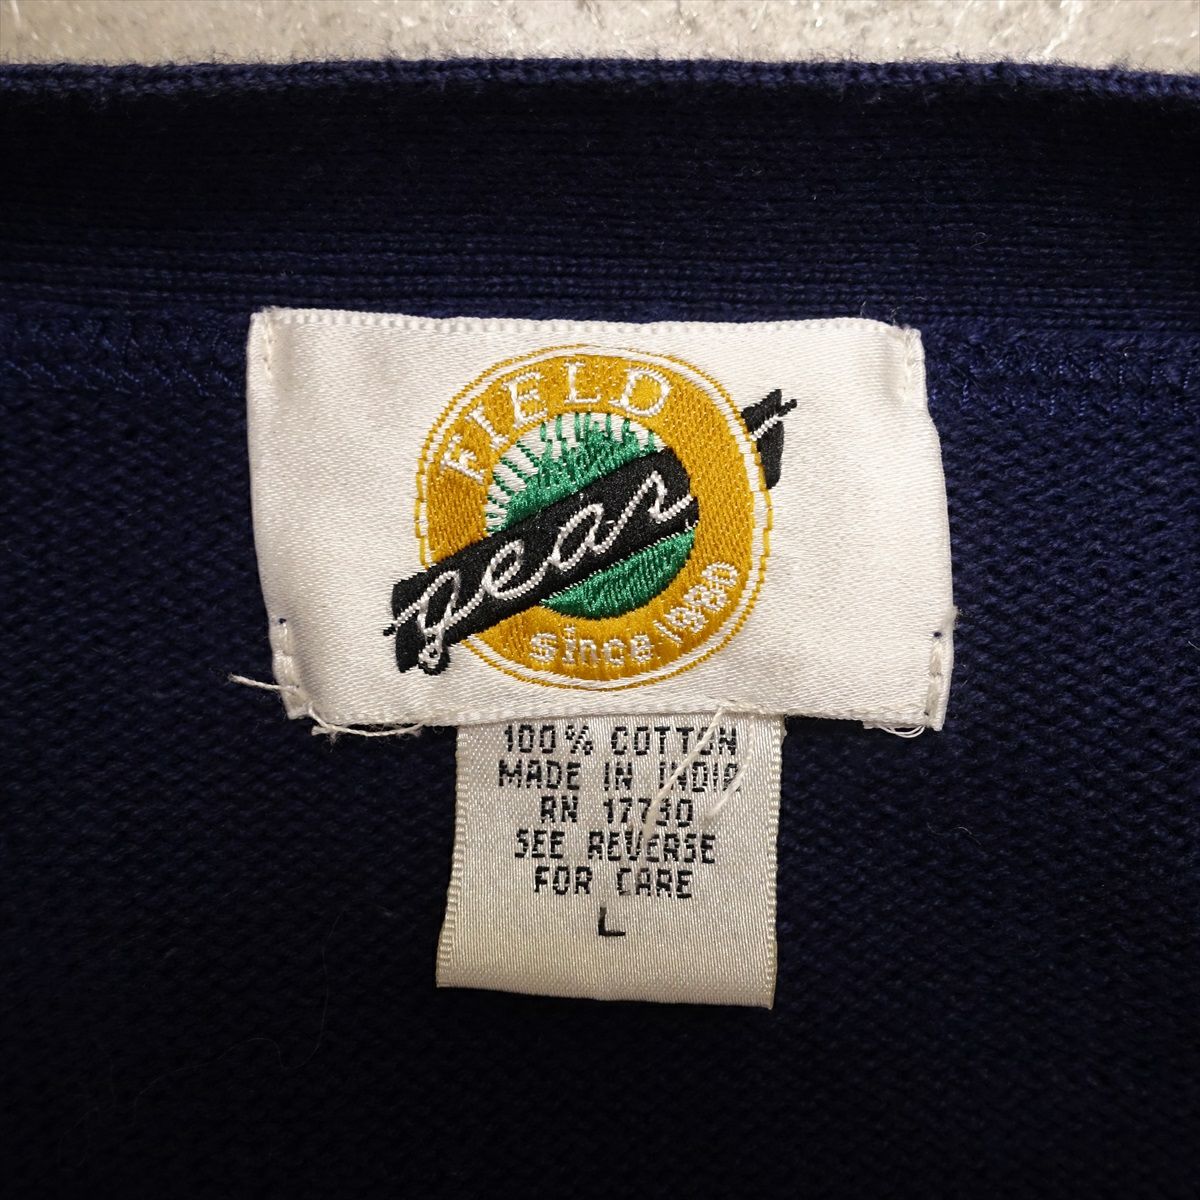 FIELD
gear
since 1980
100% COTTON
MADE IN INDIA
RN 17730
SEE REVERSE
FOR CARE
L